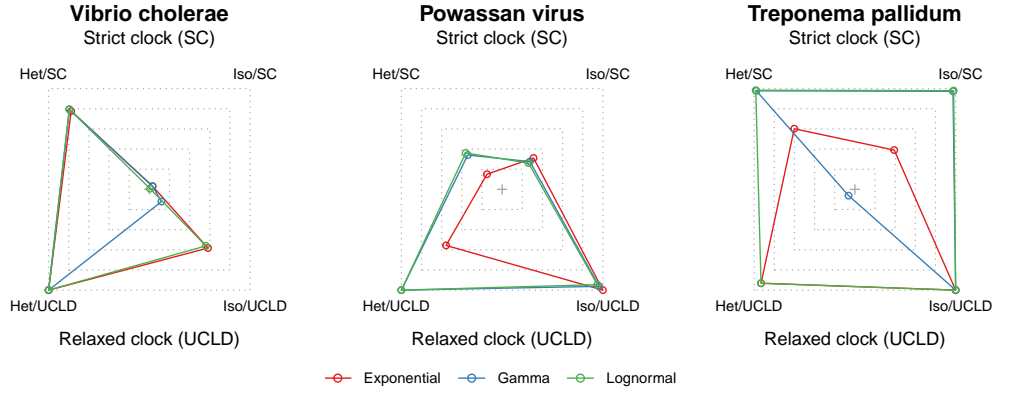 Vibrio cholerae
Strict clock (SC)
Het/SC
Iso/SC
Het/UCLD
Iso/UCLD
Relaxed clock (UCLD)
Powassan virus
Strict clock (SC)
Het/SC
Iso/SC
Het/UCLD
Iso/UCLD
Relaxed clock (UCLD)
Treponema pallidum
Strict clock (SC)
Het/SC
Iso/SC
Het/UCLD
Iso/UCLD
Relaxed clock (UCLD)
Exponential
Gamma
Lognormal